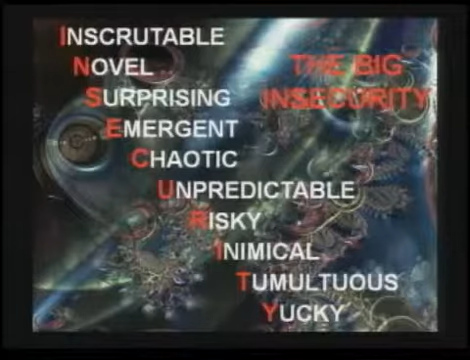 INSCRUTABLE
NOVEL
SURPRISING
EMERGENT
CHAOTIC
UNPREDICTABLE
RISKY
INIMICAL
TUMULTUOUS
YUCKY
THE BIG
INSECURITY